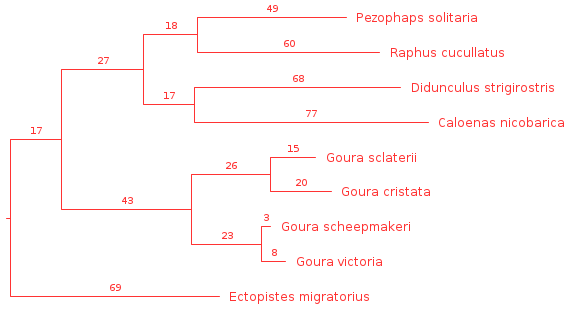 49
Pezophaps solitaria
18
60
Raphus cucullatus
27
68
Didunculus strigirostris
17
77
Caloenas nicobarica
17
15
Goura sclaterii
26
20
Goura cristata
43
3
Goura scheepmakeri
23
8
Goura victoria
69
Ectopistes migratorius